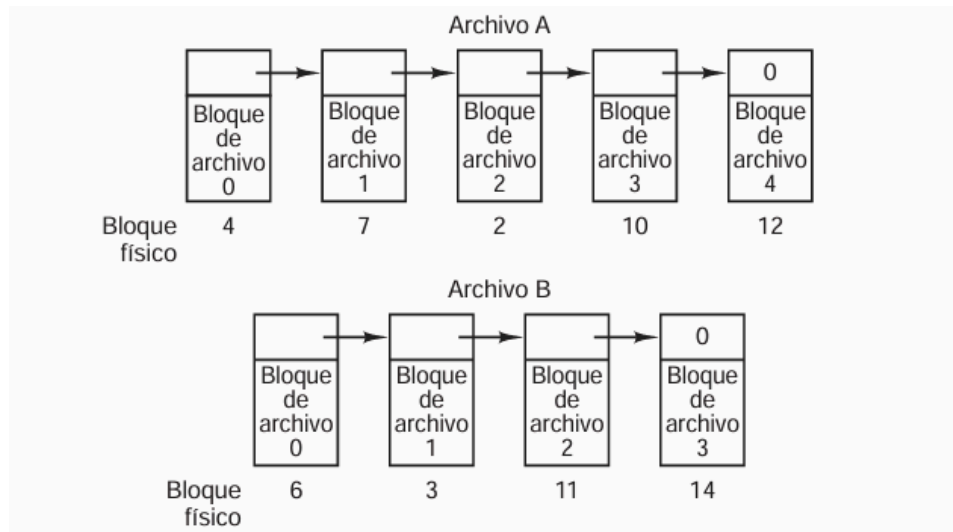 Archivo A
0
Bloque Bloque Bloque Bloque Bloque
de de de de de
archivo archivo archivo archivo archivo
0 1 2 3 4
Bloque 4 7 2 10 12
físico
Archivo B
0
Bloque Bloque Bloque Bloque
de de de de
archivo archivo archivo archivo
0 1 2 3
Bloque 6 3 11 14
físico